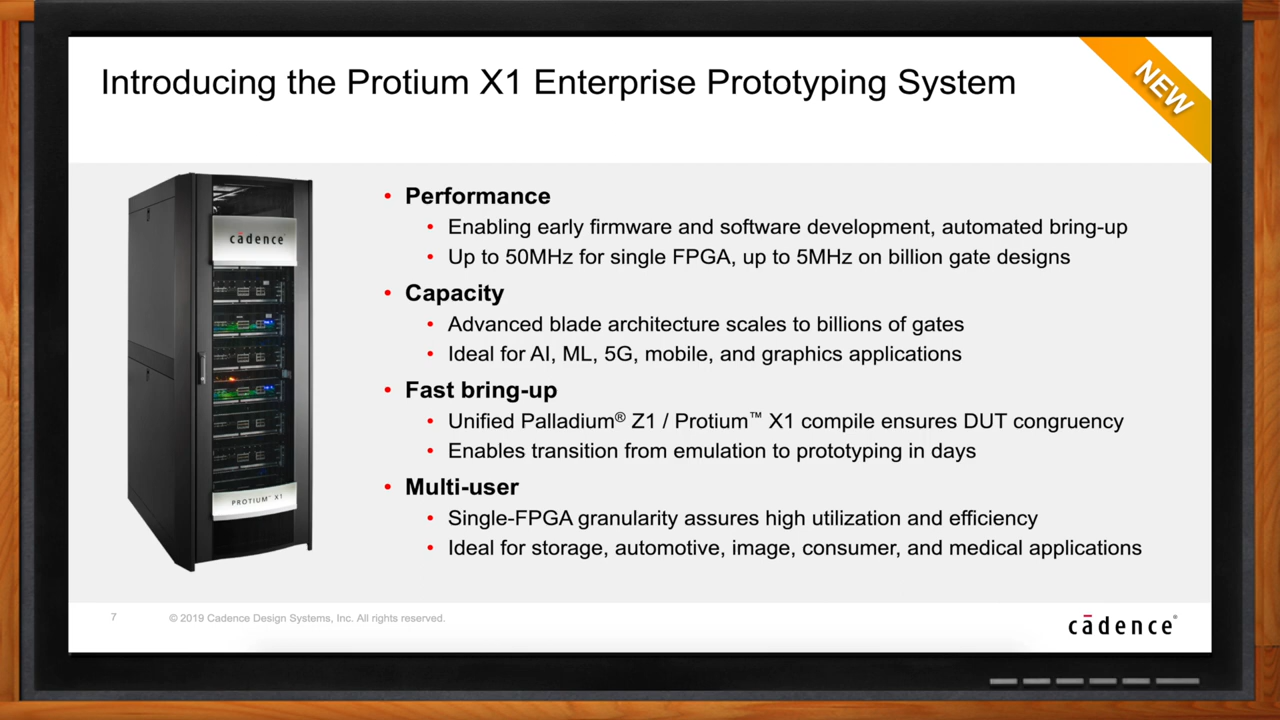 Introducing the Protium X1 Enterprise Prototyping System
NEW
cādence
PROTIUM™ X1
• Performance
• Enabling early firmware and software development, automated bring-up
• Up to 50MHz for single FPGA, up to 5MHz on billion gate designs
• Capacity
• Advanced blade architecture scales to billions of gates
• Ideal for AI, ML, 5G, mobile, and graphics applications
• Fast bring-up
• Unified Palladium® Z1 / Protium™ X1 compile ensures DUT congruency
• Enables transition from emulation to prototyping in days
• Multi-user
• Single-FPGA granularity assures high utilization and efficiency
• Ideal for storage, automotive, image, consumer, and medical applications
7
© 2019 Cadence Design Systems, Inc. All rights reserved.
cādence®